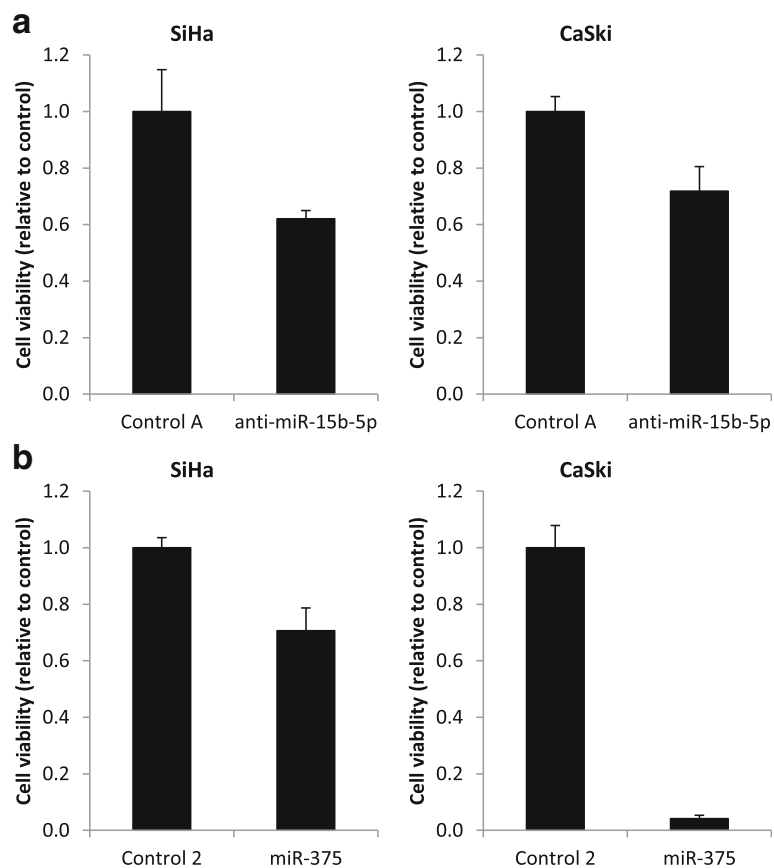 a
SiHa
Cell viability (relative to control)
1.2
1.0
0.8
0.6
0.4
0.2
0.0
Control A anti-miR-15b-5p
CaSki
Cell viability (relative to control)
1.2
1.0
0.8
0.6
0.4
0.2
0.0
Control A anti-miR-15b-5p
b
SiHa
Cell viability (relative to control)
1.2
1.0
0.8
0.6
0.4
0.2
0.0
Control 2 miR-375
CaSki
Cell viability (relative to control)
1.2
1.0
0.8
0.6
0.4
0.2
0.0
Control 2 miR-375